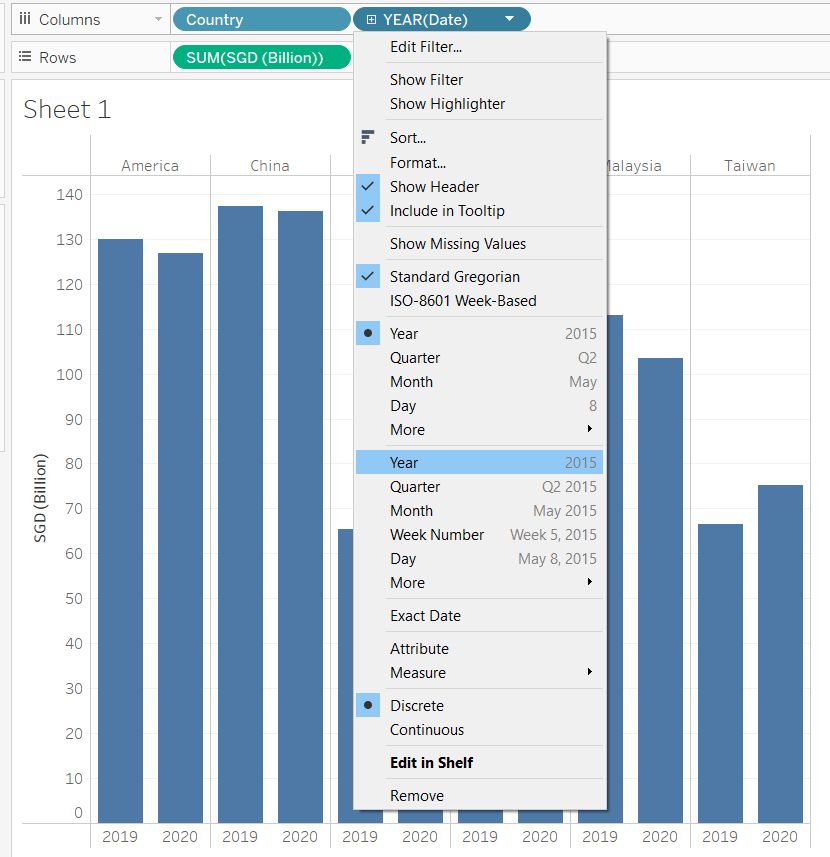 Columns Country YEAR(Date)
Rows SUM(SGD (Billion))
Sheet 1
America China Malaysia Taiwan
SGD (Billion)
140
130
120
110
100
90
80
70
60
50
40
30
20
10
0
2019 2020 2019 2020 2019 2020 2019 2020 2019 2020 2019 2020
Edit Filter...
Show Filter
Show Highlighter
Sort...
Format...
Show Header
Include in Tooltip
Show Missing Values
Standard Gregorian
ISO-8601 Week-Based
Year 2015
Quarter Q2
Month May
Day 8
More
Year 2015
Quarter Q2 2015
Month May 2015
Week Number Week 5, 2015
Day May 8, 2015
More
Exact Date
Attribute
Measure
Discrete
Continuous
Edit in Shelf
Remove